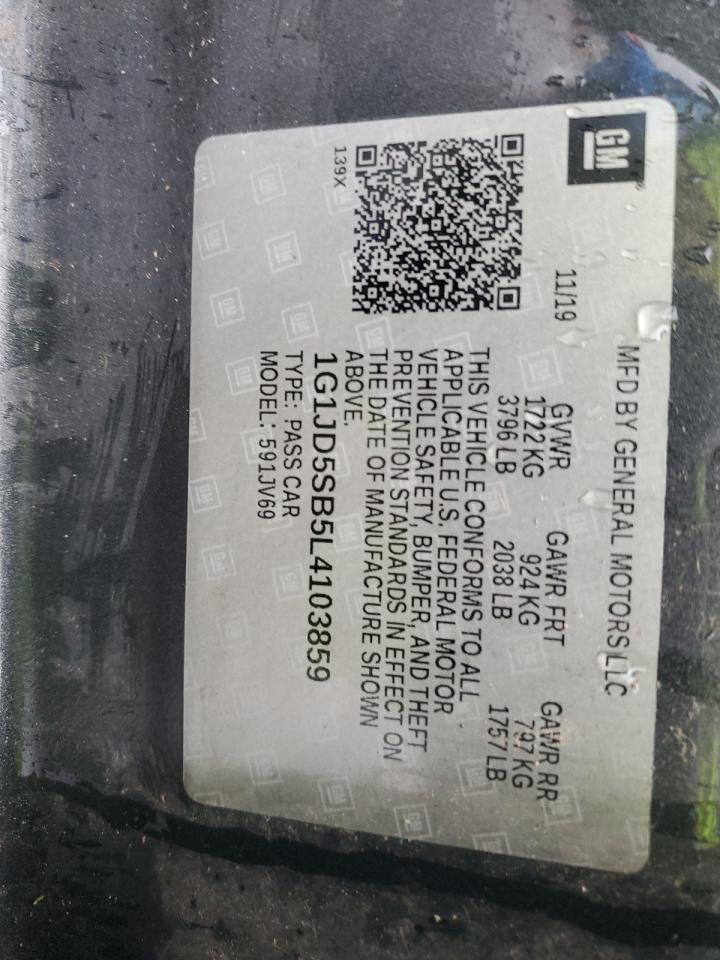 GM
MFD BY GENERAL MOTORS LLC
11/19
GVWR GAWR FRT GAWR RR
1722 KG 924 KG 797 KG
3796 LB 2038 LB 1757 LB
THIS VEHICLE CONFORMS TO ALL
APPLICABLE U.S. FEDERAL MOTOR
VEHICLE SAFETY, BUMPER, AND THEFT
PREVENTION STANDARDS IN EFFECT ON
THE DATE OF MANUFACTURE SHOWN
ABOVE.
1G1JD5SB5L4103859
TYPE: PASS CAR
MODEL: 591JV69
139X